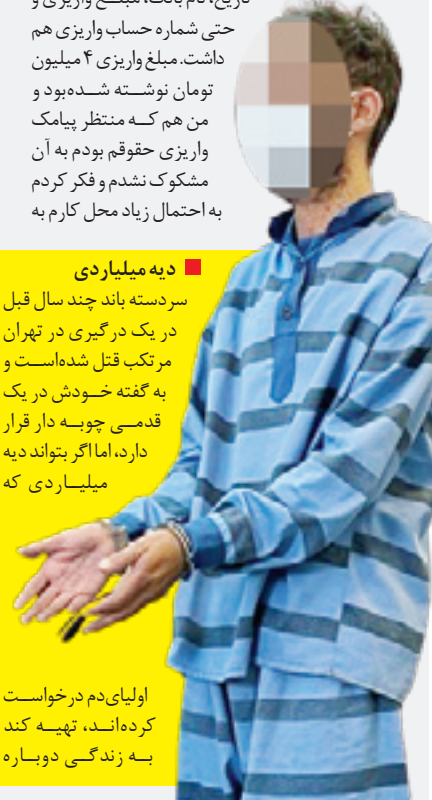 تاریخ، نام بانک، مبلغ واریزی و
حتی شماره حساب واریزی هم
داشت. مبلغ واریزی ۴ میلیون
تومان نوشته شده‌بود و
من هم که منتظر پیامک
واریزی حقوقم بودم به آن
مشکوک نشدم و فکر کردم
به احتمال زیاد محل کارم به
دیه میلیاردی
سردسته باند چند سال قبل
در یک درگیری در تهران
مرتکب قتل شده‌است و
به گفته خودش در یک
قدمی چوبه دار قرار
دارد، اما اگر بتواند دیه
میلیاردی که
اولیای‌دم درخواست
کرده‌اند، تهیه کند
به زندگی دوباره